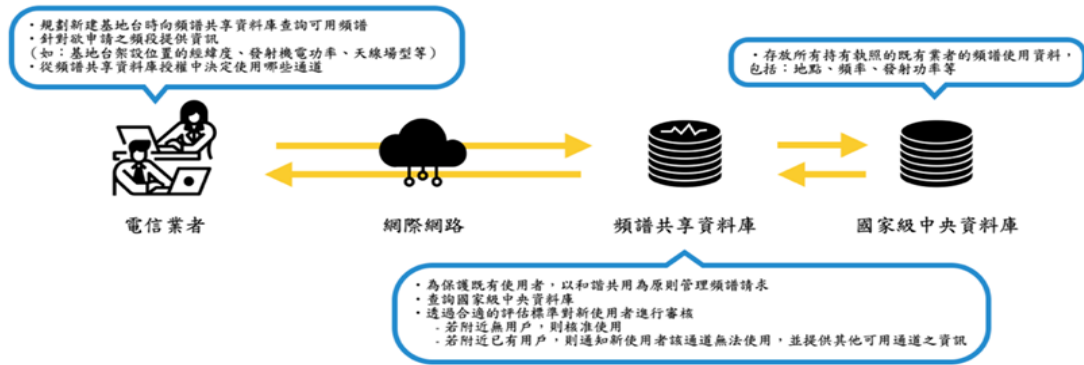 ・規劃新建基地台時向頻譜共享資料庫查詢可用頻譜
・針對欲申請之頻段提供資訊
（如：基地台架設位置的經緯度、發射機電功率、天線場型等）
・從頻譜共享資料庫授權中決定使用哪些通道
・存放所有持有執照的既有業者的頻譜使用資料，
包括：地點、頻率、發射功率等
電信業者
網際網路
頻譜共享資料庫
國家級中央資料庫
・為保護既有使用者，以和諧共用為原則管理頻譜請求
・查詢國家級中央資料庫
・透過合適的評估標準對新使用者進行審核
- 若附近無用戶，則核准使用
- 若附近已有用戶，則通知新使用者該通道無法使用，並提供其他可用通道之資訊